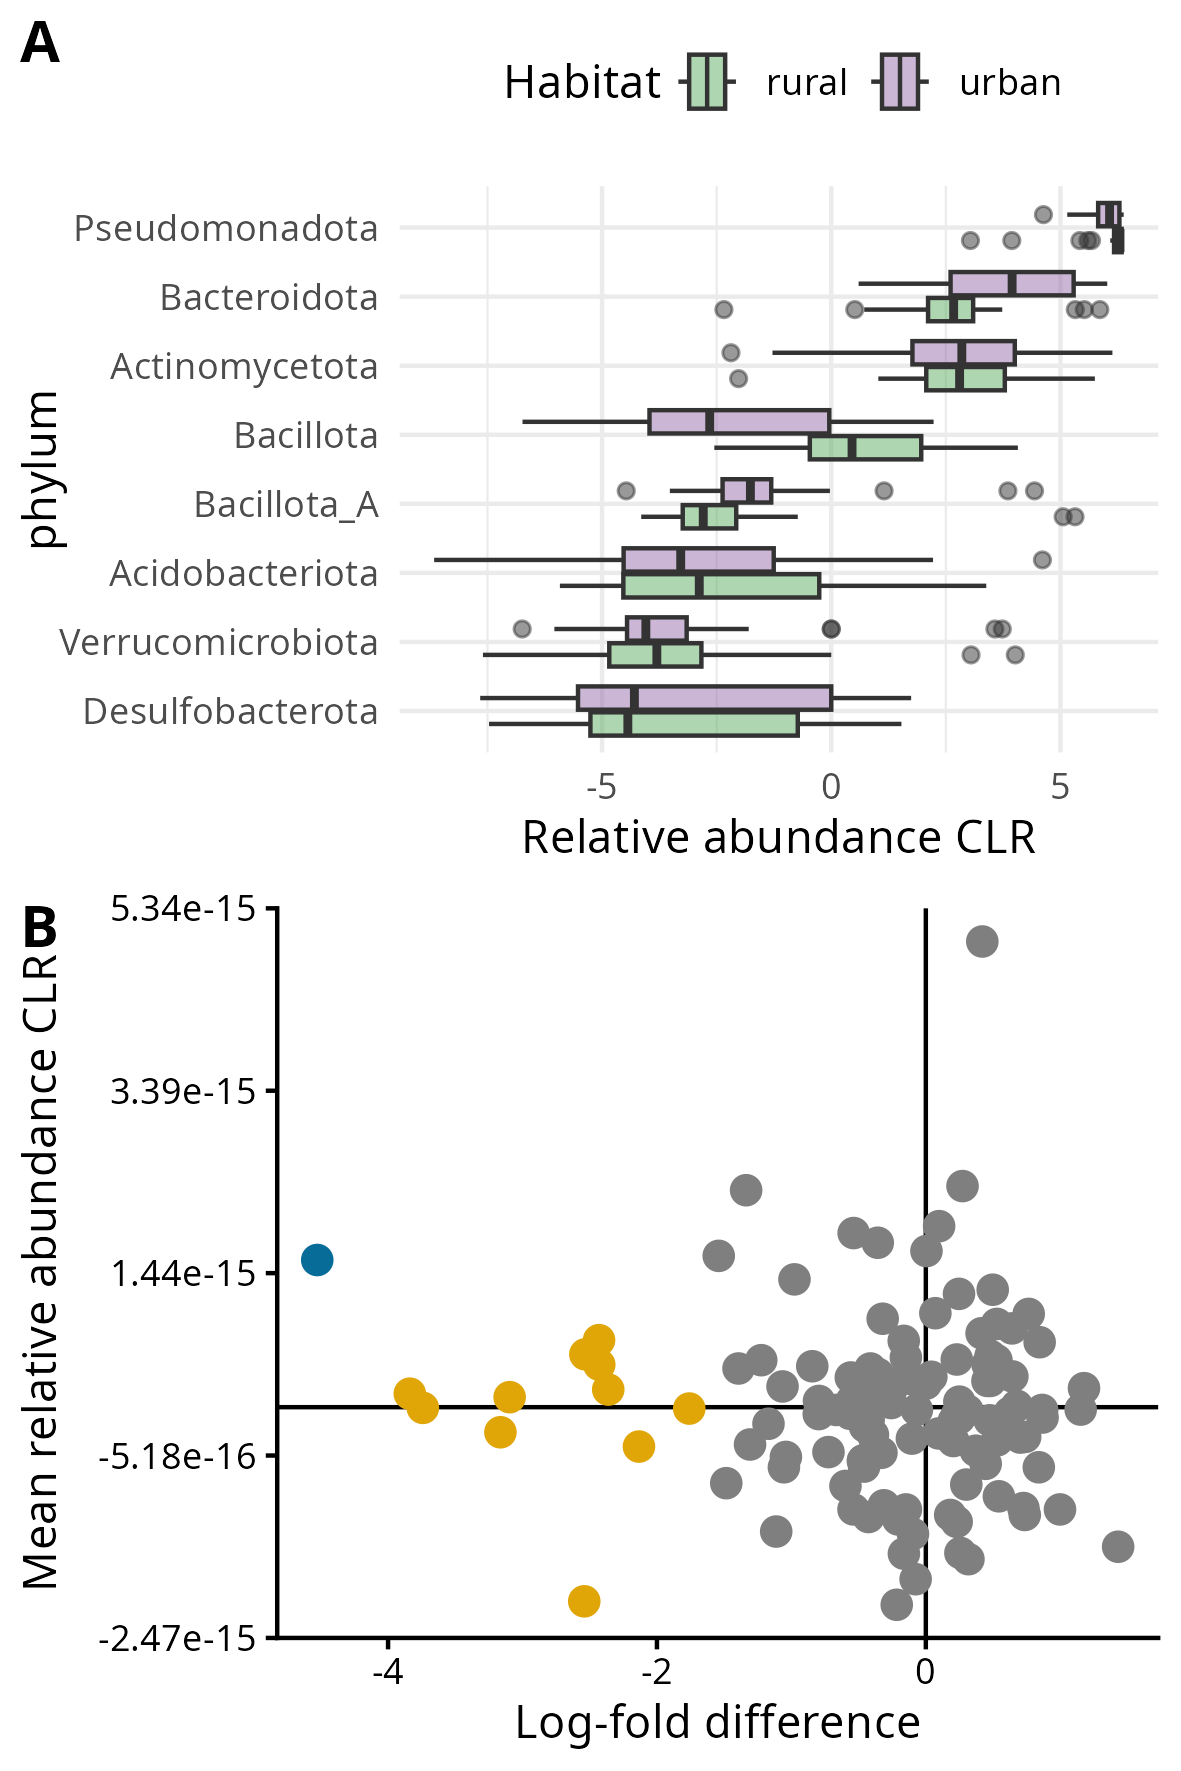 A
Habitat rural urban
phylum
Pseudomonadota
Bacteroidota
Actinomycetota
Bacillota
Bacillota_A
Acidobacteriota
Verrucomicrobiota
Desulfobacterota
-5 0 5
Relative abundance CLR
B
Mean relative abundance CLR
5.34e-15
3.39e-15
1.44e-15
-5.18e-16
-2.47e-15
-4 -2 0
Log-fold difference